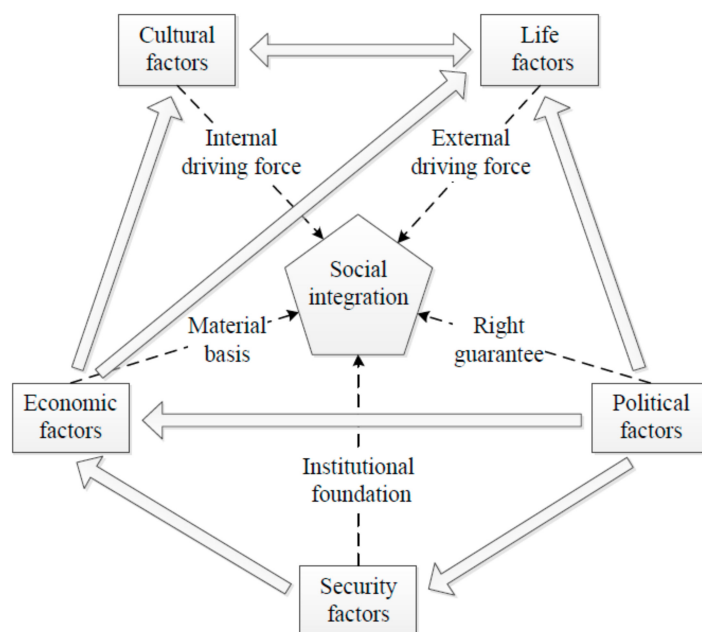 Cultural
factors
Life
factors
Internal
driving force
External
driving force
Social
integration
Material
basis
Right
guarantee
Economic
factors
Political
factors
Institutional
foundation
Security
factors